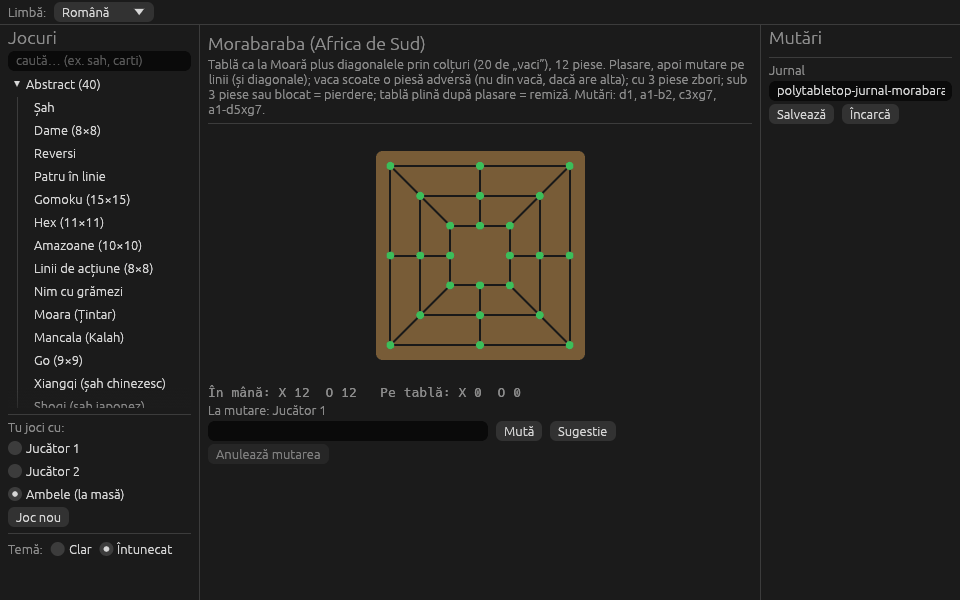 Limbă: Română
Jocuri
caută... (ex. sah, carti)
Abstract (40)
Șah
Dame (8×8)
Reversi
Patru în linie
Gomoku (15×15)
Hex (11×11)
Amazoane (10×10)
Linii de acțiune (8×8)
Nim cu grămezi
Moara (Țintar)
Mancala (Kalah)
Go (9×9)
Xiangqi (șah chinezesc)
Shogi (șah japonez)
Tu joci cu:
Jucător 1
Jucător 2
Ambele (la masă)
Joc nou
Temă: Clar Întunecat
Morabaraba (Africa de Sud)
Tablă ca la Moară plus diagonalele prin colțuri (20 de „vaci”), 12 piese. Plasare, apoi mutare pe
linii (și diagonale); vaca scoate o piesă adversă (nu din vacă, dacă are alta); cu 3 piese zbori; sub
3 piese sau blocat = pierdere; tablă plină după plasare = remiză. Mutări: d1, a1-b2, c3xg7,
a1-d5xg7.
În mână: X 12 O 12 Pe tablă: X 0 O 0
La mutare: Jucător 1
Mută Sugestie
Anulează mutarea
Mutări
Jurnal
polytabletop-jurnal-morabara
Salvează Încarcă